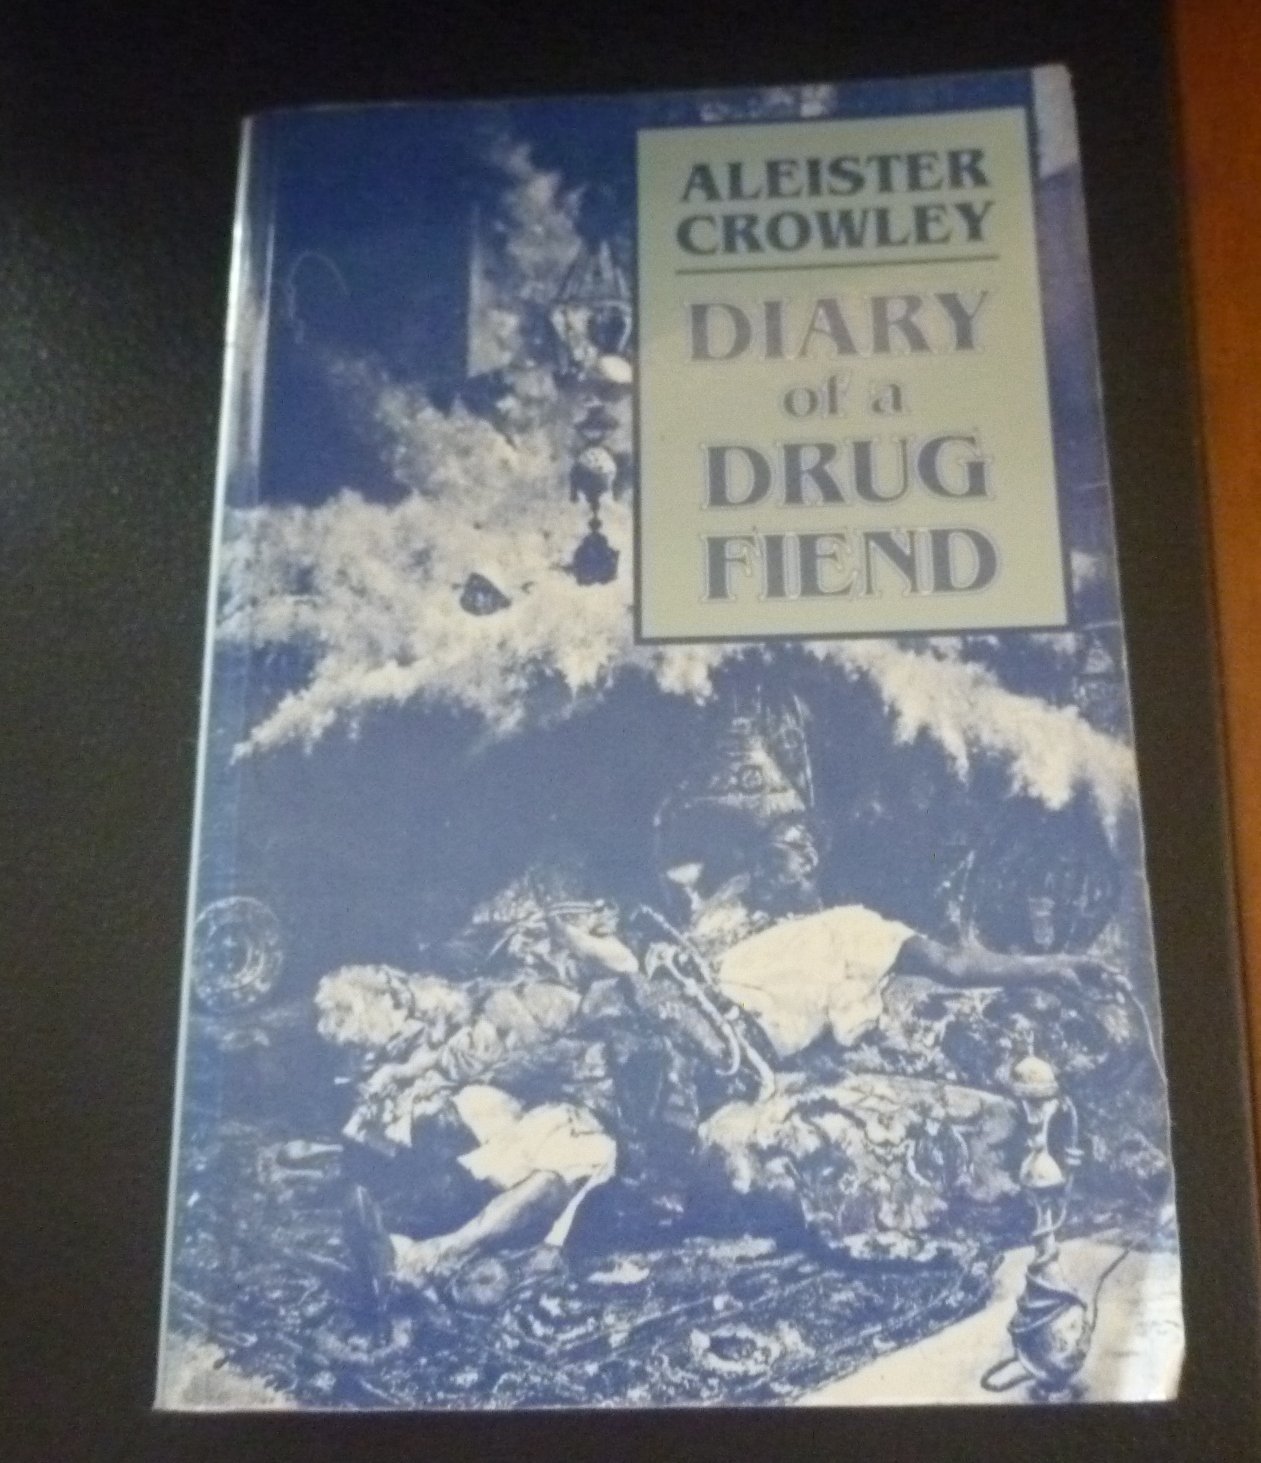 ALEISTER
CROWLEY
DIARY
of a
DRUG
FIEND